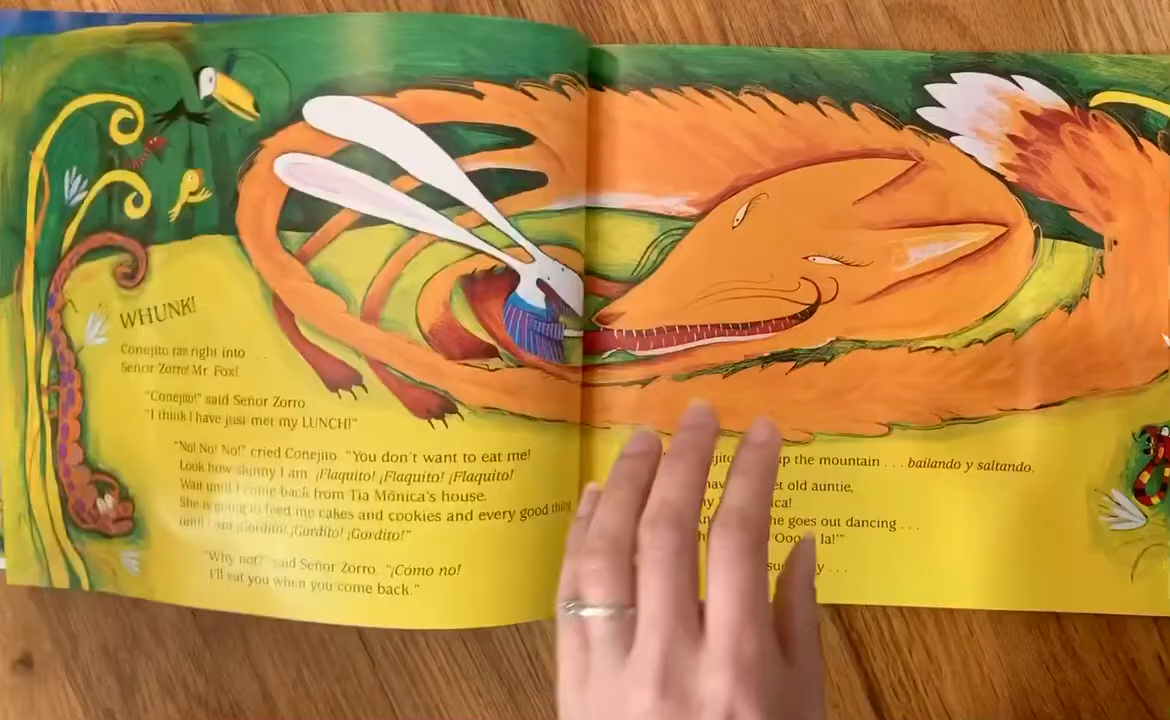 WHUNK!
Conejito ran right into . . .
Señor Zorro! Mr. Fox!
"Conejito!" said Señor Zorro.
"I think I have just met my LUNCH!"
"No! No! No!" cried Conejito. "You don't want to eat me!
Look how skinny I am. ¡Flaquito! ¡Flaquito! ¡Flaquito!
Wait until I come back from Tía Mónica's house.
She is going to feed me cakes and cookies and every good thing
until I am ¡Gordito! ¡Gordito! ¡Gordito!"
"Why not?" said Señor Zorro. "¡Como no!
I'll eat you when you come back."
up the mountain . . . bailando y saltando.
old auntie,
he goes out dancing . . .
la!'"